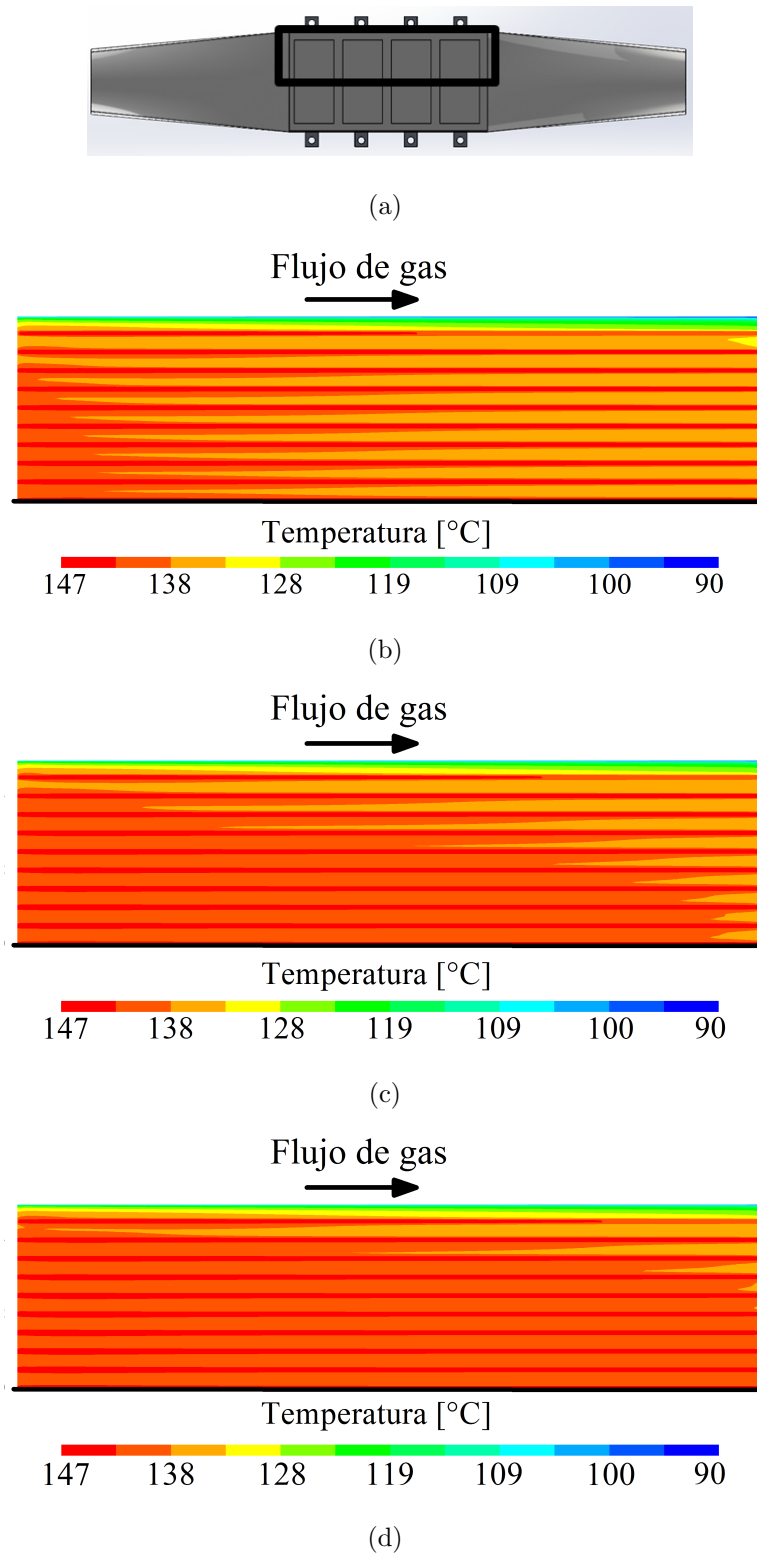 (a)
Flujo de gas
Temperatura [°C]
147 138 128 119 109 100 90
(b)
Flujo de gas
Temperatura [°C]
147 138 128 119 109 100 90
(c)
Flujo de gas
Temperatura [°C]
147 138 128 119 109 100 90
(d)